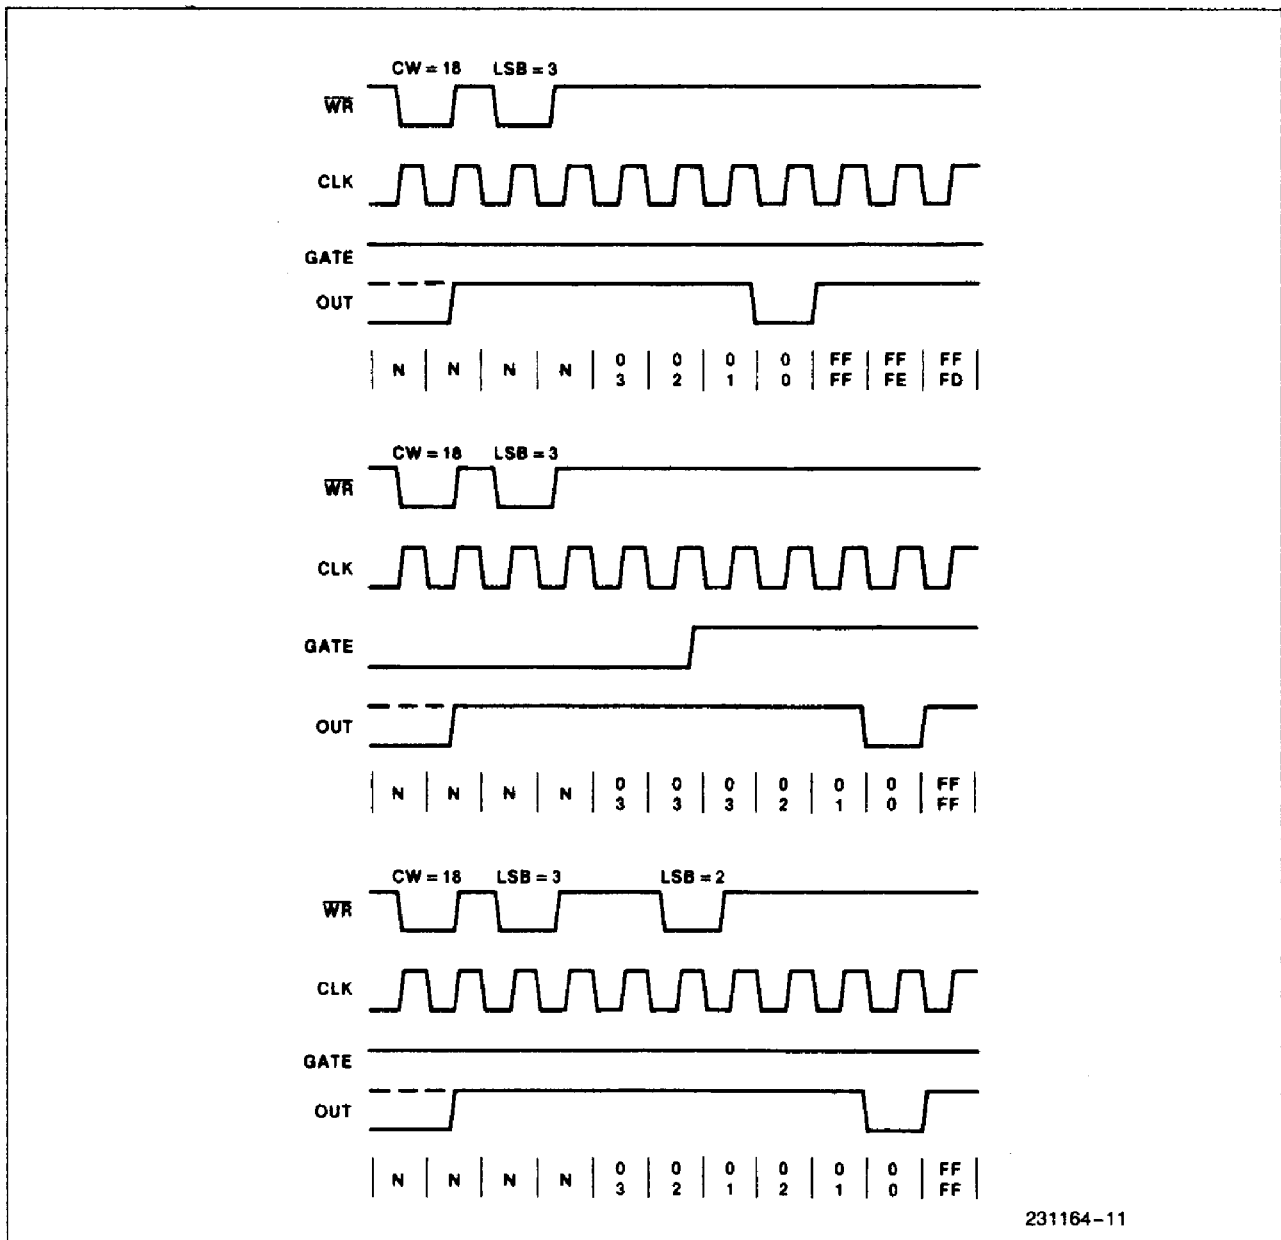 CW = 18 LSB = 3
WR
CLK
GATE
OUT
N N N N 0 0 0 0 FF FF FF
3 2 1 0 FF FE FD
CW = 18 LSB = 3
WR
CLK
GATE
OUT
N N N N 0 0 0 0 0 0 FF
3 3 3 2 1 0 FF
CW = 18 LSB = 3 LSB = 2
WR
CLK
GATE
OUT
N N N N 0 0 0 0 0 0 FF
3 2 1 2 1 0 FF
231164-11